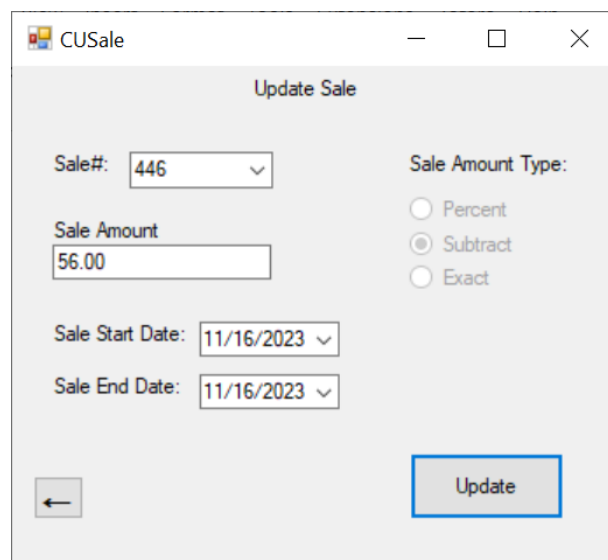 CUSale
Update Sale
Sale#:
446
Sale Amount Type:
Percent
Sale Amount
Subtract
56.00
Exact
Sale Start Date:
11/16/2023
Sale End Date:
11/16/2023
←
Update